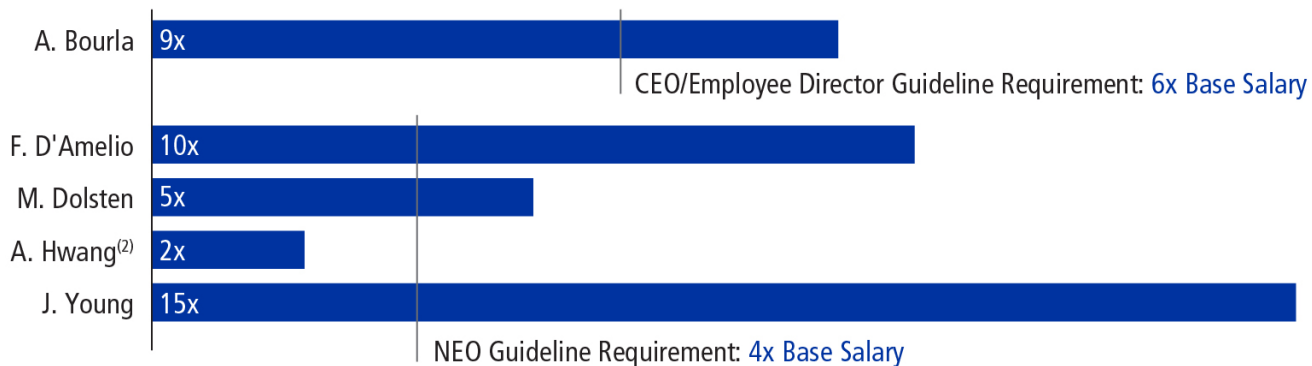 A. Bourla 9x
CEO/Employee Director Guideline Requirement: 6x Base Salary
F. D'Amelio 10x
M. Dolsten 5x
A. Hwang(2) 2x
J. Young 15x
NEO Guideline Requirement: 4x Base Salary